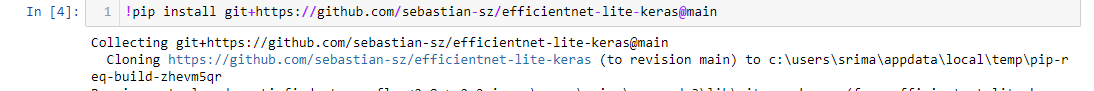 In [4]: 1 !pip install git+https://github.com/sebastian-sz/efficientnet-lite-keras@main
Collecting git+https://github.com/sebastian-sz/efficientnet-lite-keras@main
Cloning https://github.com/sebastian-sz/efficientnet-lite-keras (to revision main) to c:\users\srima\appdata\local\temp\pip-r
eq-build-zhevm5qr